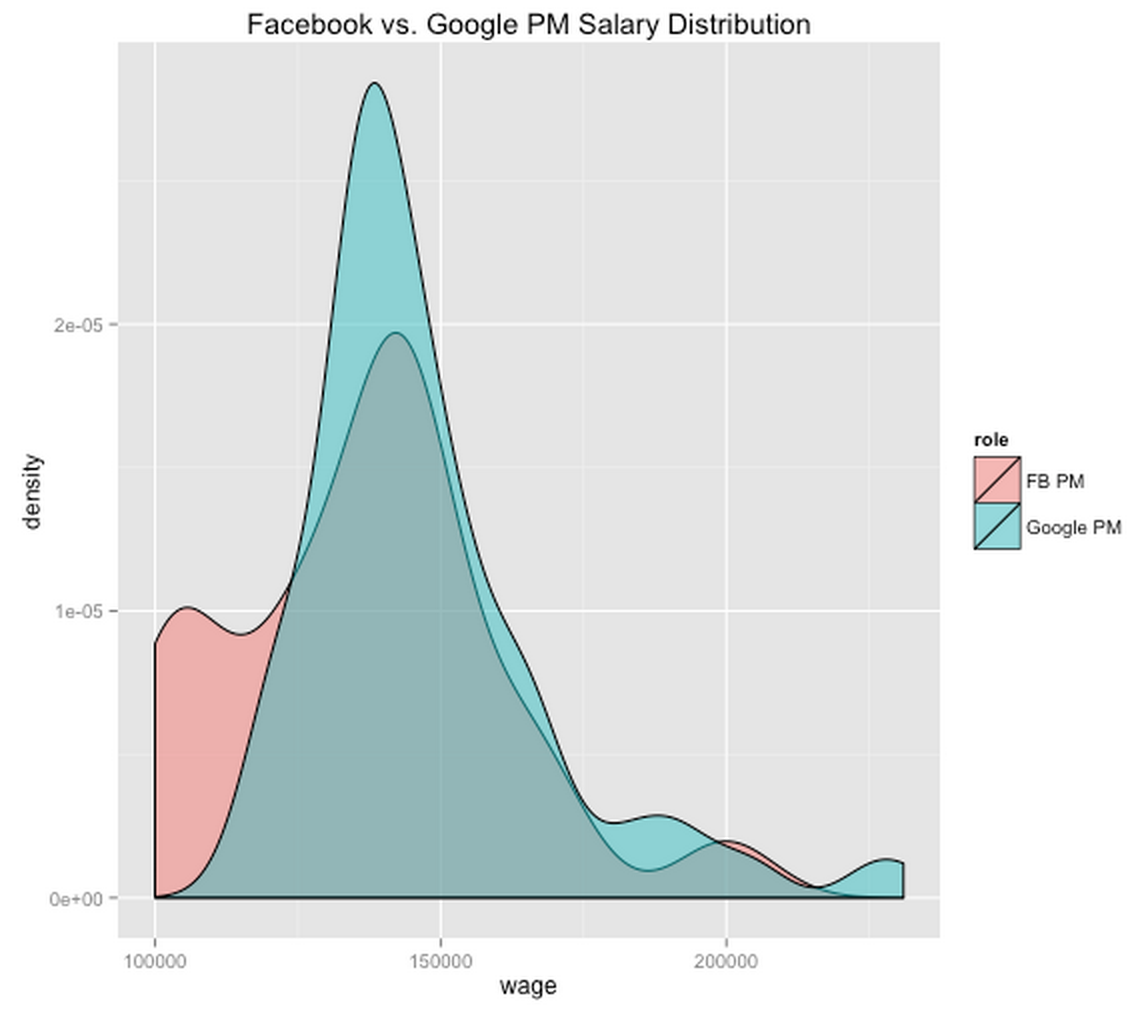 Facebook vs. Google PM Salary Distribution
2e-05
1e-05
0e+00
density
100000 150000 200000
wage
role
FB PM
Google PM